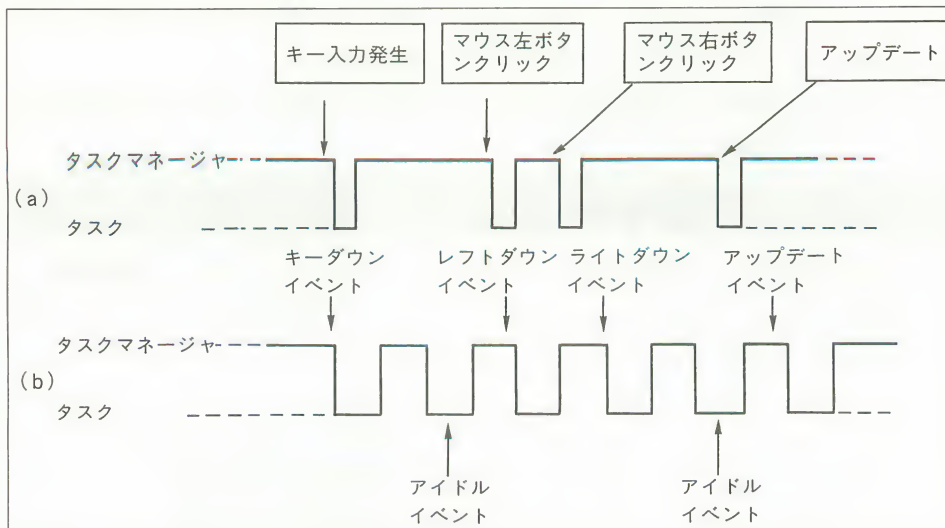 キー入力発生
マウス左ボタ
ンクリック
マウス右ボタ
ンクリック
アップデート
タスクマネージャ
(a)
タスク
キーダウン
イベント
レフトダウン
イベント
ライトダウン
イベント
アップデート
イベント
タスクマネージャ
(b)
タスク
アイドル
イベント
アイドル
イベント